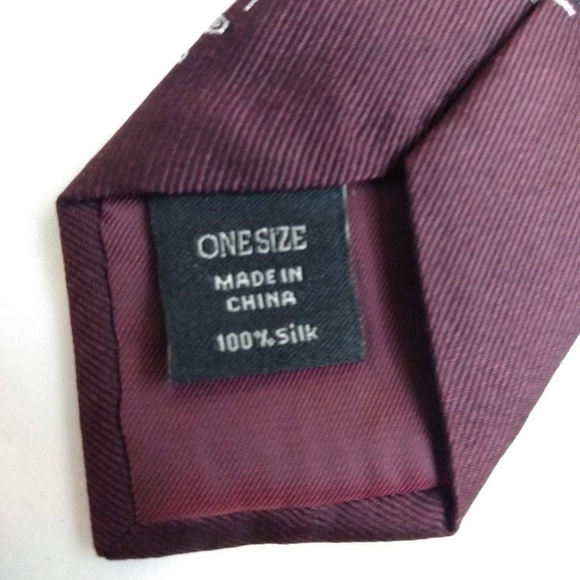 ONE SIZE
MADE IN
CHINA
100% Silk